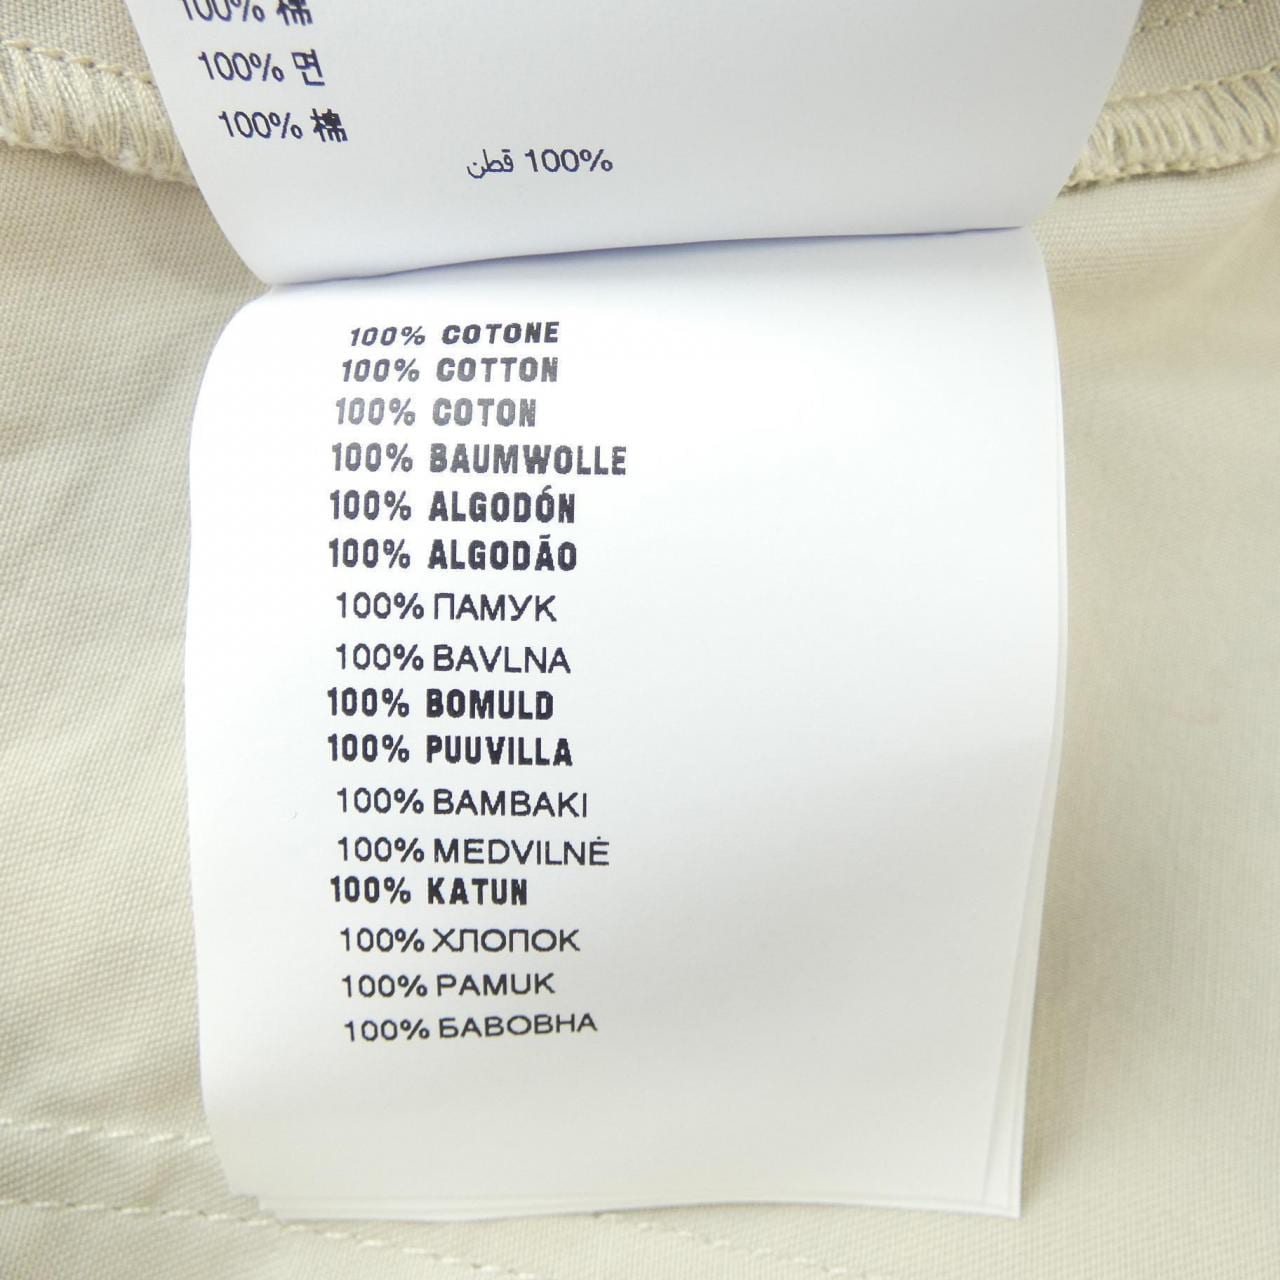 100% 棉
100% 면
100% 棉
100% قطن
100% COTONE
100% COTTON
100% COTON
100% BAUMWOLLE
100% ALGODÓN
100% ALGODÃO
100% ПАМУК
100% BAVLNA
100% BOMULD
100% PUUVILLA
100% BAMBAKI
100% MEDVILNĖ
100% KATUN
100% ХЛОПОК
100% PAMUK
100% БАВОВНА